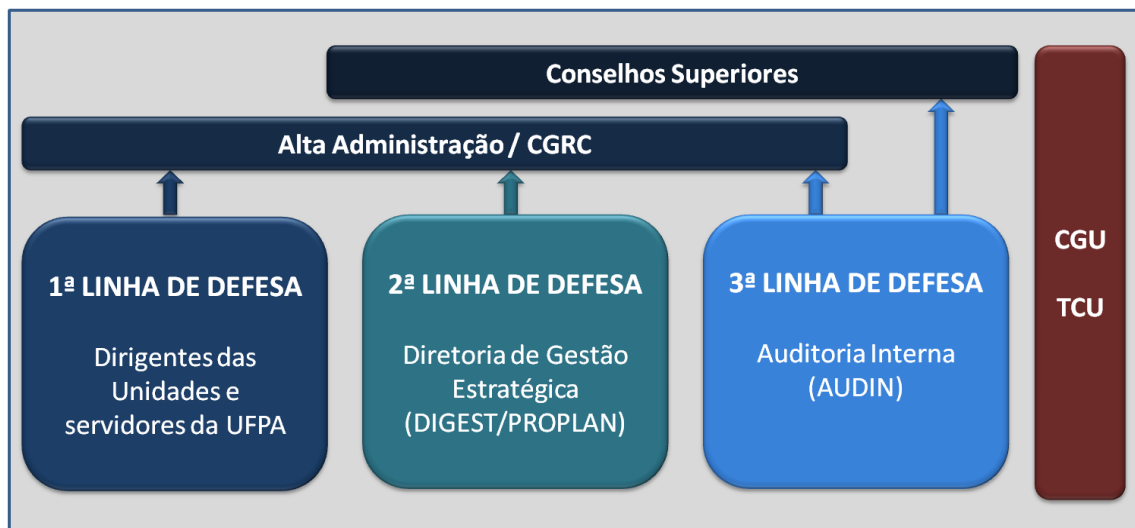 Conselhos Superiores
Alta Administração / CGRC
1ª LINHA DE DEFESA
Dirigentes das
Unidades e
servidores da UFPA
2ª LINHA DE DEFESA
Diretoria de Gestão
Estratégica
(DIGEST/PROPLAN)
3ª LINHA DE DEFESA
Auditoria Interna
(AUDIN)
CGU
TCU